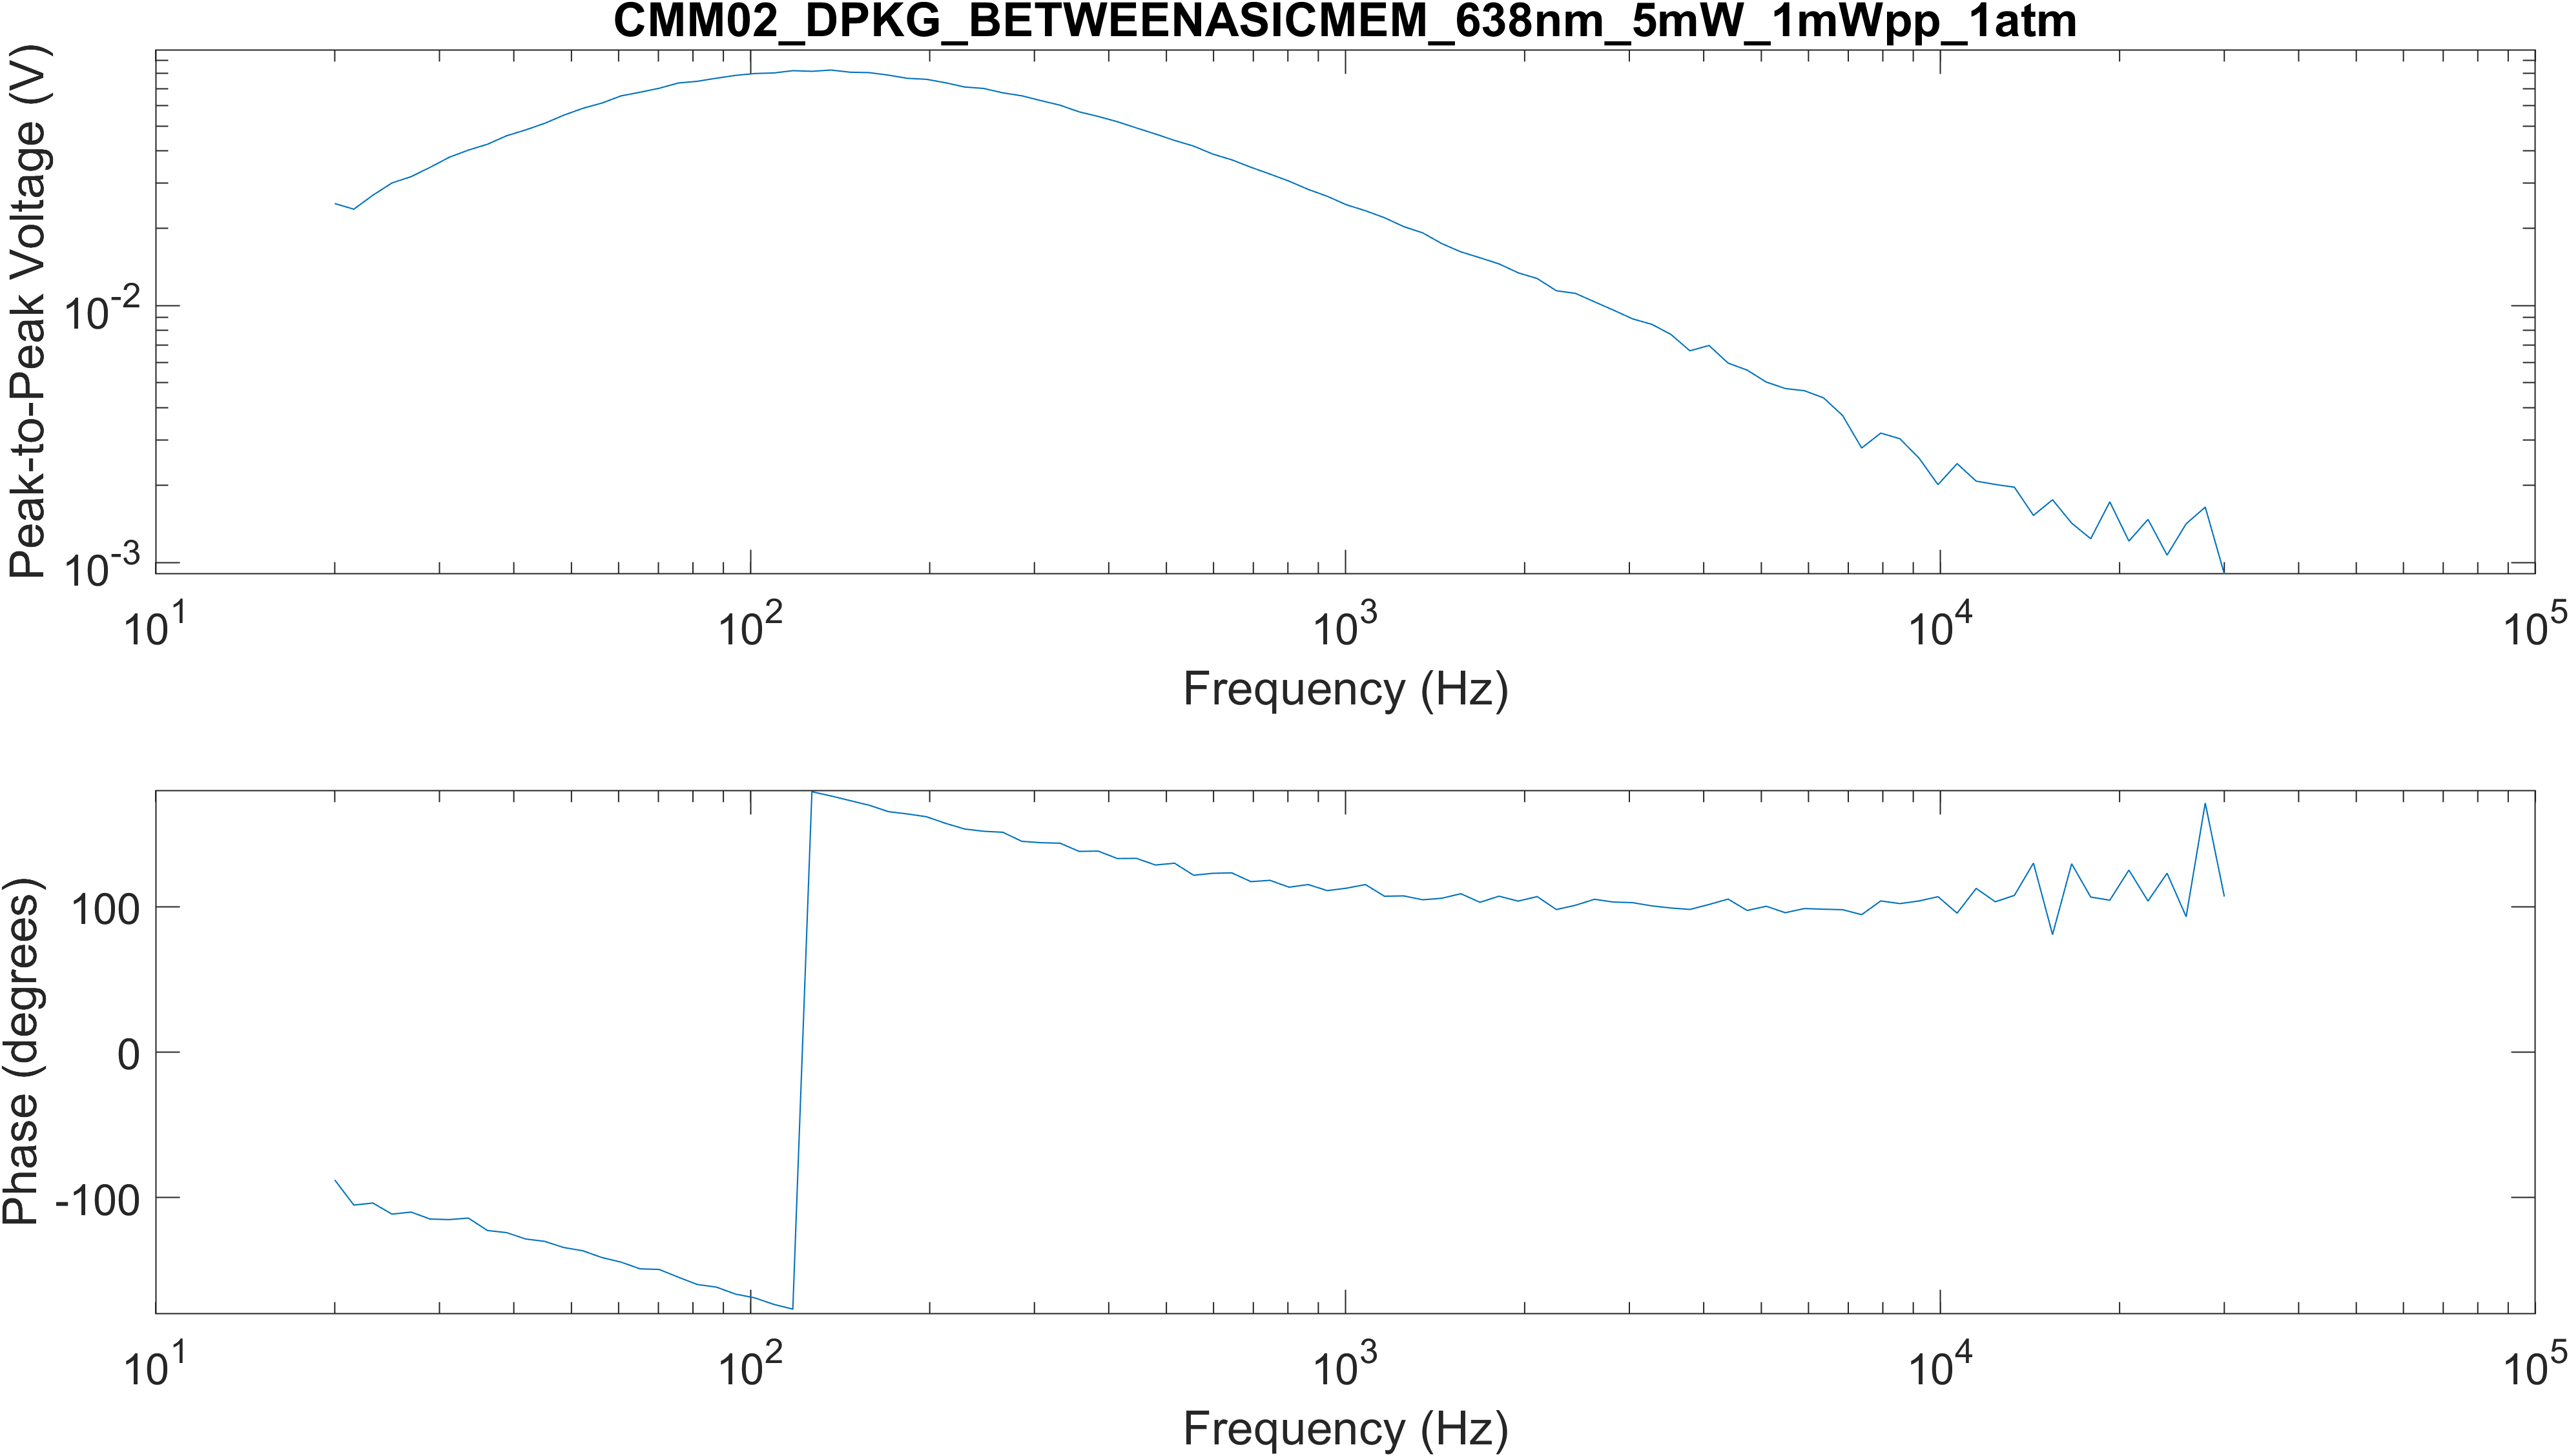 CMM02_DPKG_BETWEENASICMEM_638nm_5mW_1mWpp_1atm
Peak-to-Peak Voltage (V)
10^-2
10^-3
10^1 10^2 10^3 10^4 10^5
Frequency (Hz)
Phase (degrees)
100
0
-100
10^1 10^2 10^3 10^4 10^5
Frequency (Hz)